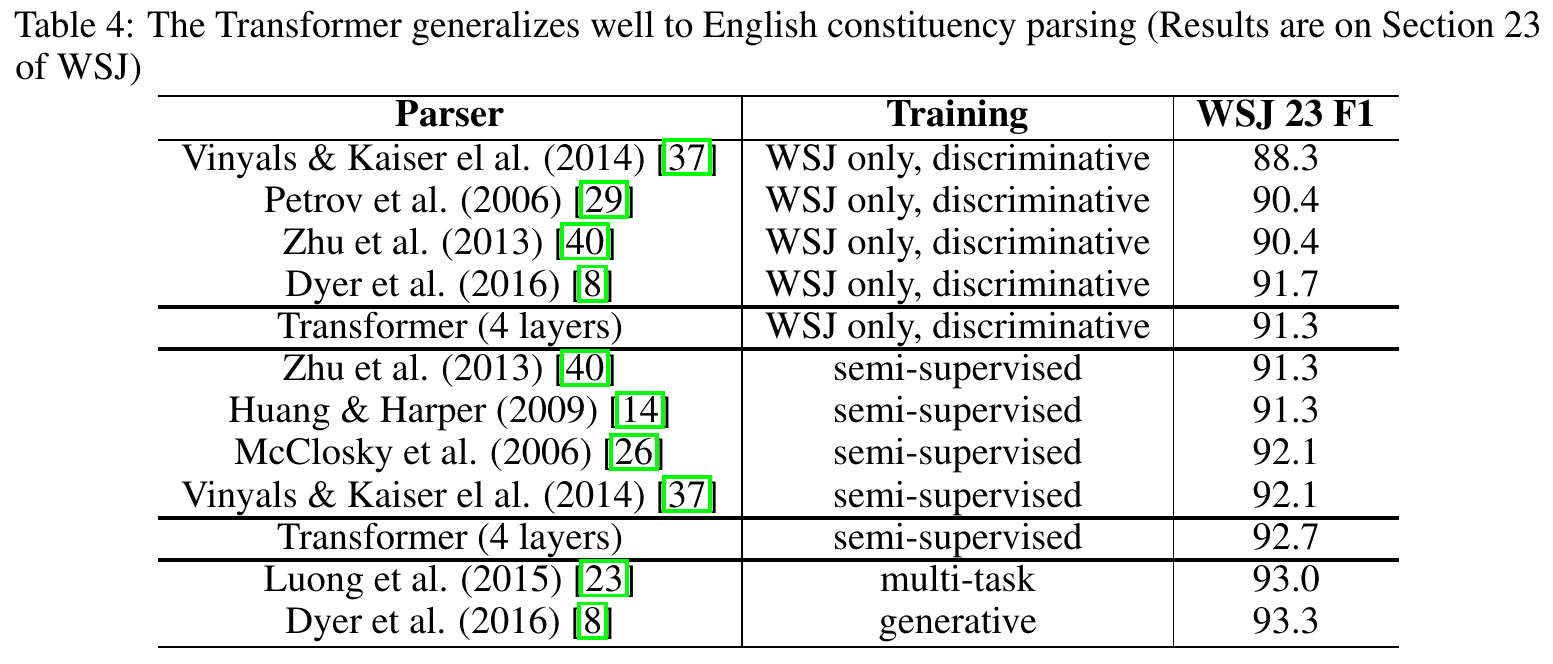 Table 4: The Transformer generalizes well to English constituency parsing (Results are on Section 23
of WSJ)
Parser Training WSJ 23 F1
Vinyals & Kaiser el al. (2014) [37] WSJ only, discriminative 88.3
Petrov et al. (2006) [29] WSJ only, discriminative 90.4
Zhu et al. (2013) [40] WSJ only, discriminative 90.4
Dyer et al. (2016) [8] WSJ only, discriminative 91.7
Transformer (4 layers) WSJ only, discriminative 91.3
Zhu et al. (2013) [40] semi-supervised 91.3
Huang & Harper (2009) [14] semi-supervised 91.3
McClosky et al. (2006) [26] semi-supervised 92.1
Vinyals & Kaiser el al. (2014) [37] semi-supervised 92.1
Transformer (4 layers) semi-supervised 92.7
Luong et al. (2015) [23] multi-task 93.0
Dyer et al. (2016) [8] generative 93.3